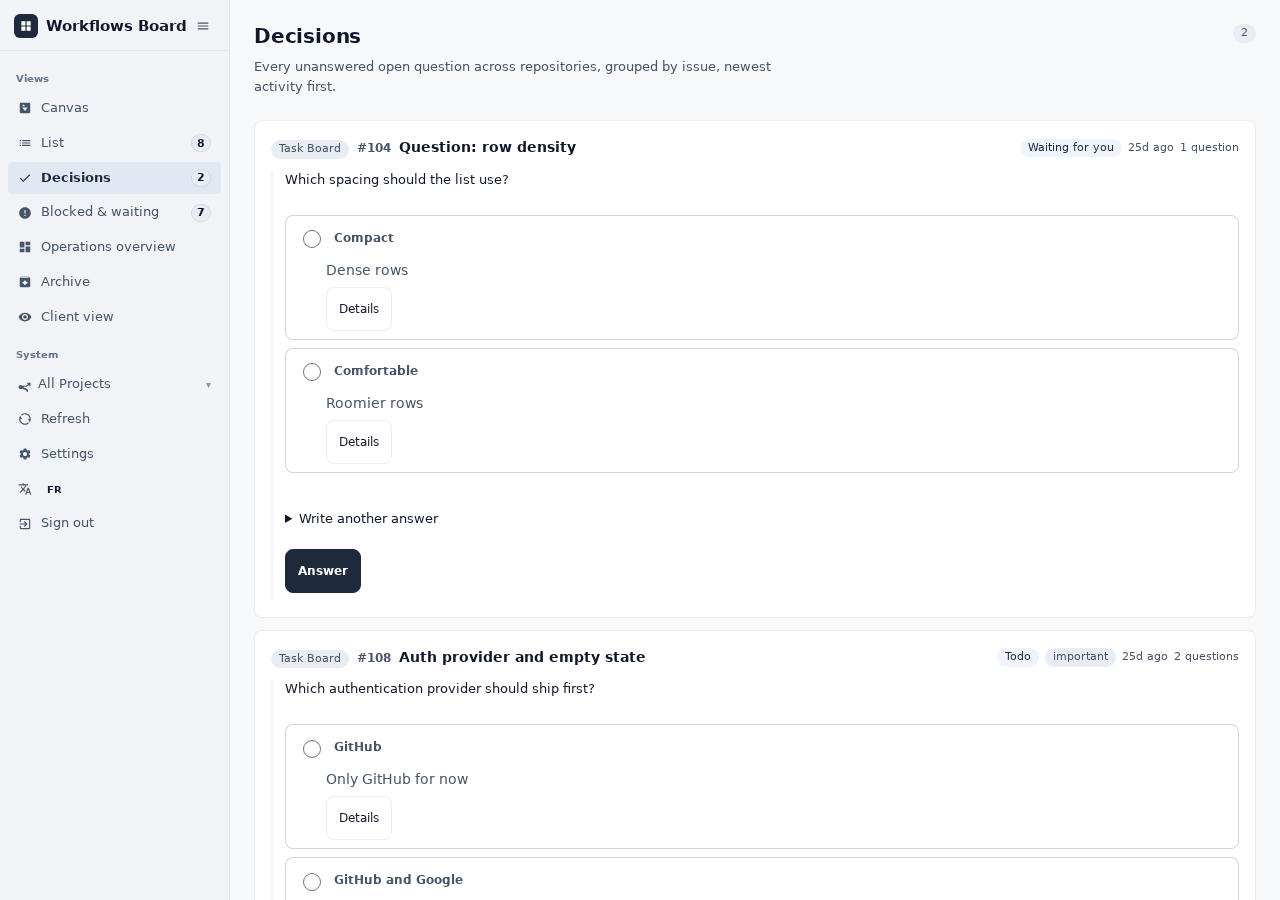 Workflows Board
Views
Canvas
List 8
Decisions 2
Blocked & waiting 7
Operations overview
Archive
Client view
System
All Projects
Refresh
Settings
FR
Sign out
Decisions 2
Every unanswered open question across repositories, grouped by issue, newest
activity first.
Task Board #104 Question: row density Waiting for you 25d ago 1 question
Which spacing should the list use?
Compact
Dense rows
Details
Comfortable
Roomier rows
Details
Write another answer
Answer
Task Board #108 Auth provider and empty state Todo important 25d ago 2 questions
Which authentication provider should ship first?
GitHub
Only GitHub for now
Details
GitHub and Google